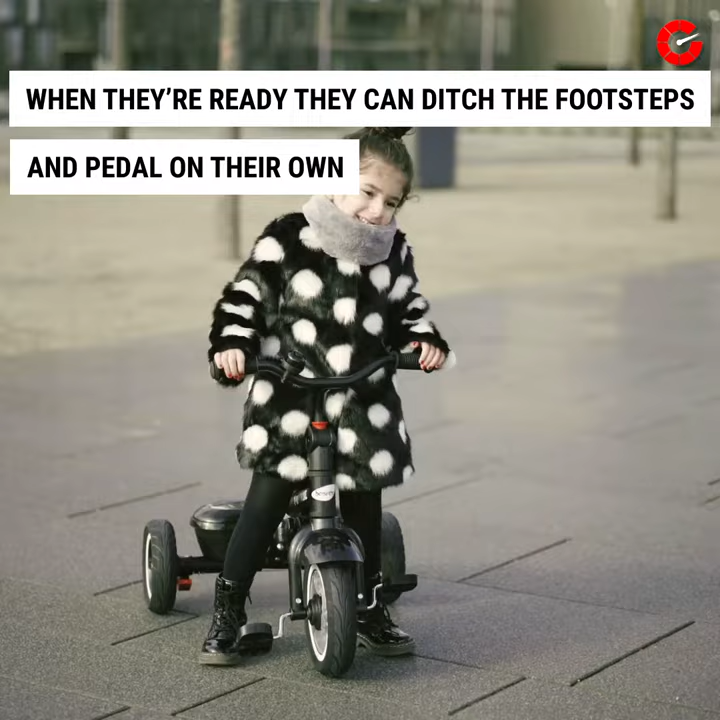 WHEN THEY'RE READY THEY CAN DITCH THE FOOTSTEPS
AND PEDAL ON THEIR OWN